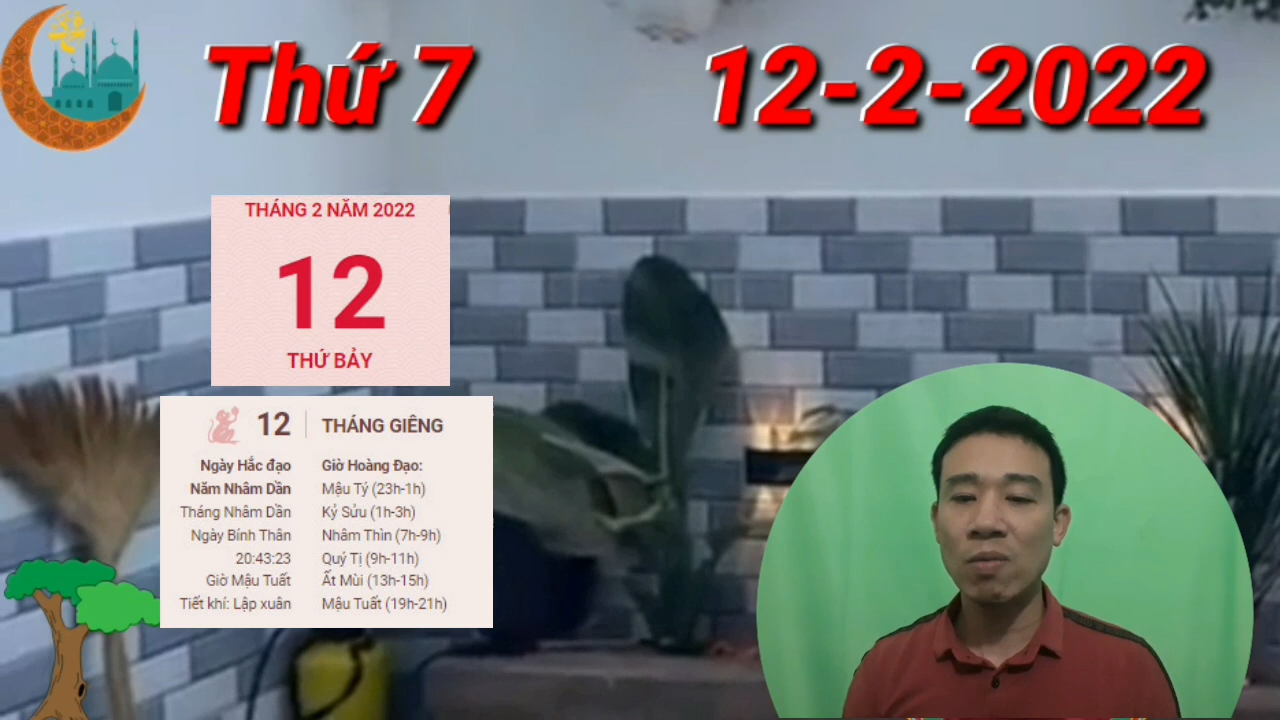 Thứ 7 12-2-2022
THÁNG 2 NĂM 2022
12
THỨ BẢY
12 THÁNG GIÊNG
Ngày Hắc đạo Giờ Hoàng Đạo:
Năm Nhâm Dần Mậu Tý (23h-1h)
Tháng Nhâm Dần Kỷ Sửu (1h-3h)
Ngày Bính Thân Nhâm Thìn (7h-9h)
20:43:23 Quý Tị (9h-11h)
Giờ Mậu Tuất Ất Mùi (13h-15h)
Tiết khí: Lập xuân Mậu Tuất (19h-21h)